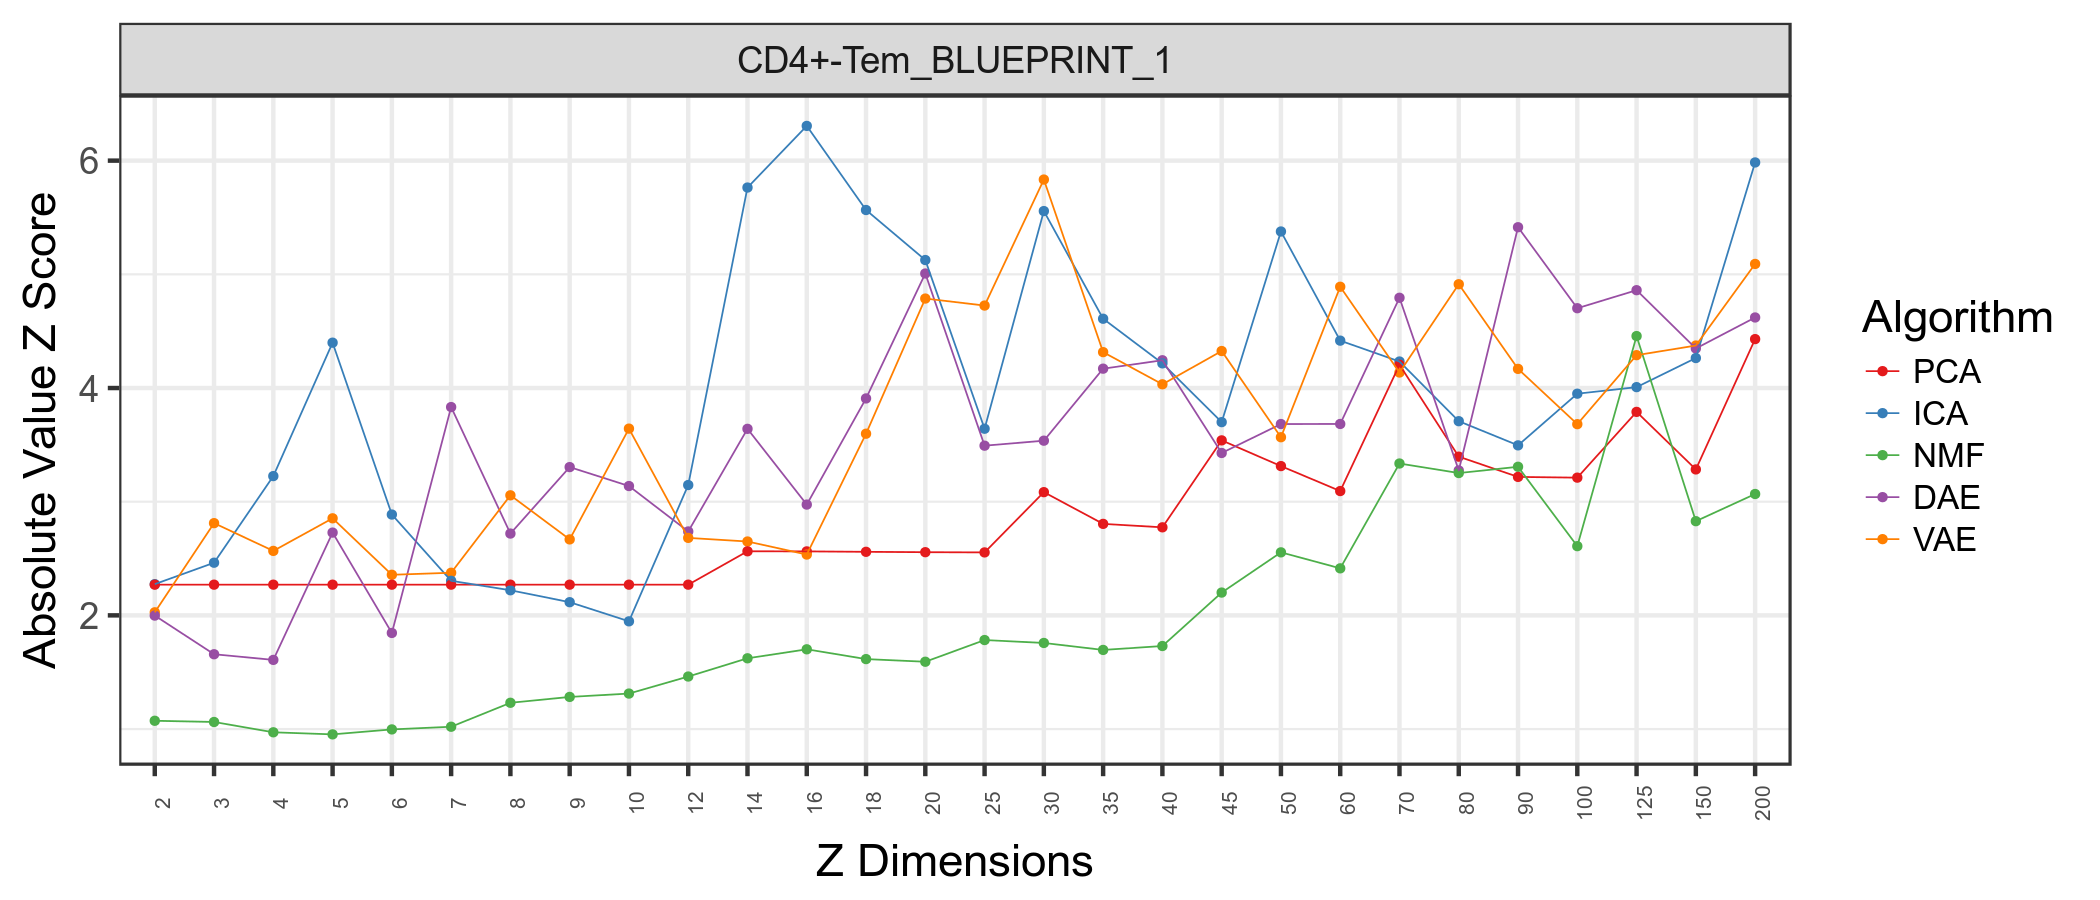 CD4+-Tem_BLUEPRINT_1
Absolute Value Z Score
6
4
2
2 3 4 5 6 7 8 9 10 12 14 16 18 20 25 30 35 40 45 50 60 70 80 90 100 125 150 200
Z Dimensions
Algorithm
PCA
ICA
NMF
DAE
VAE